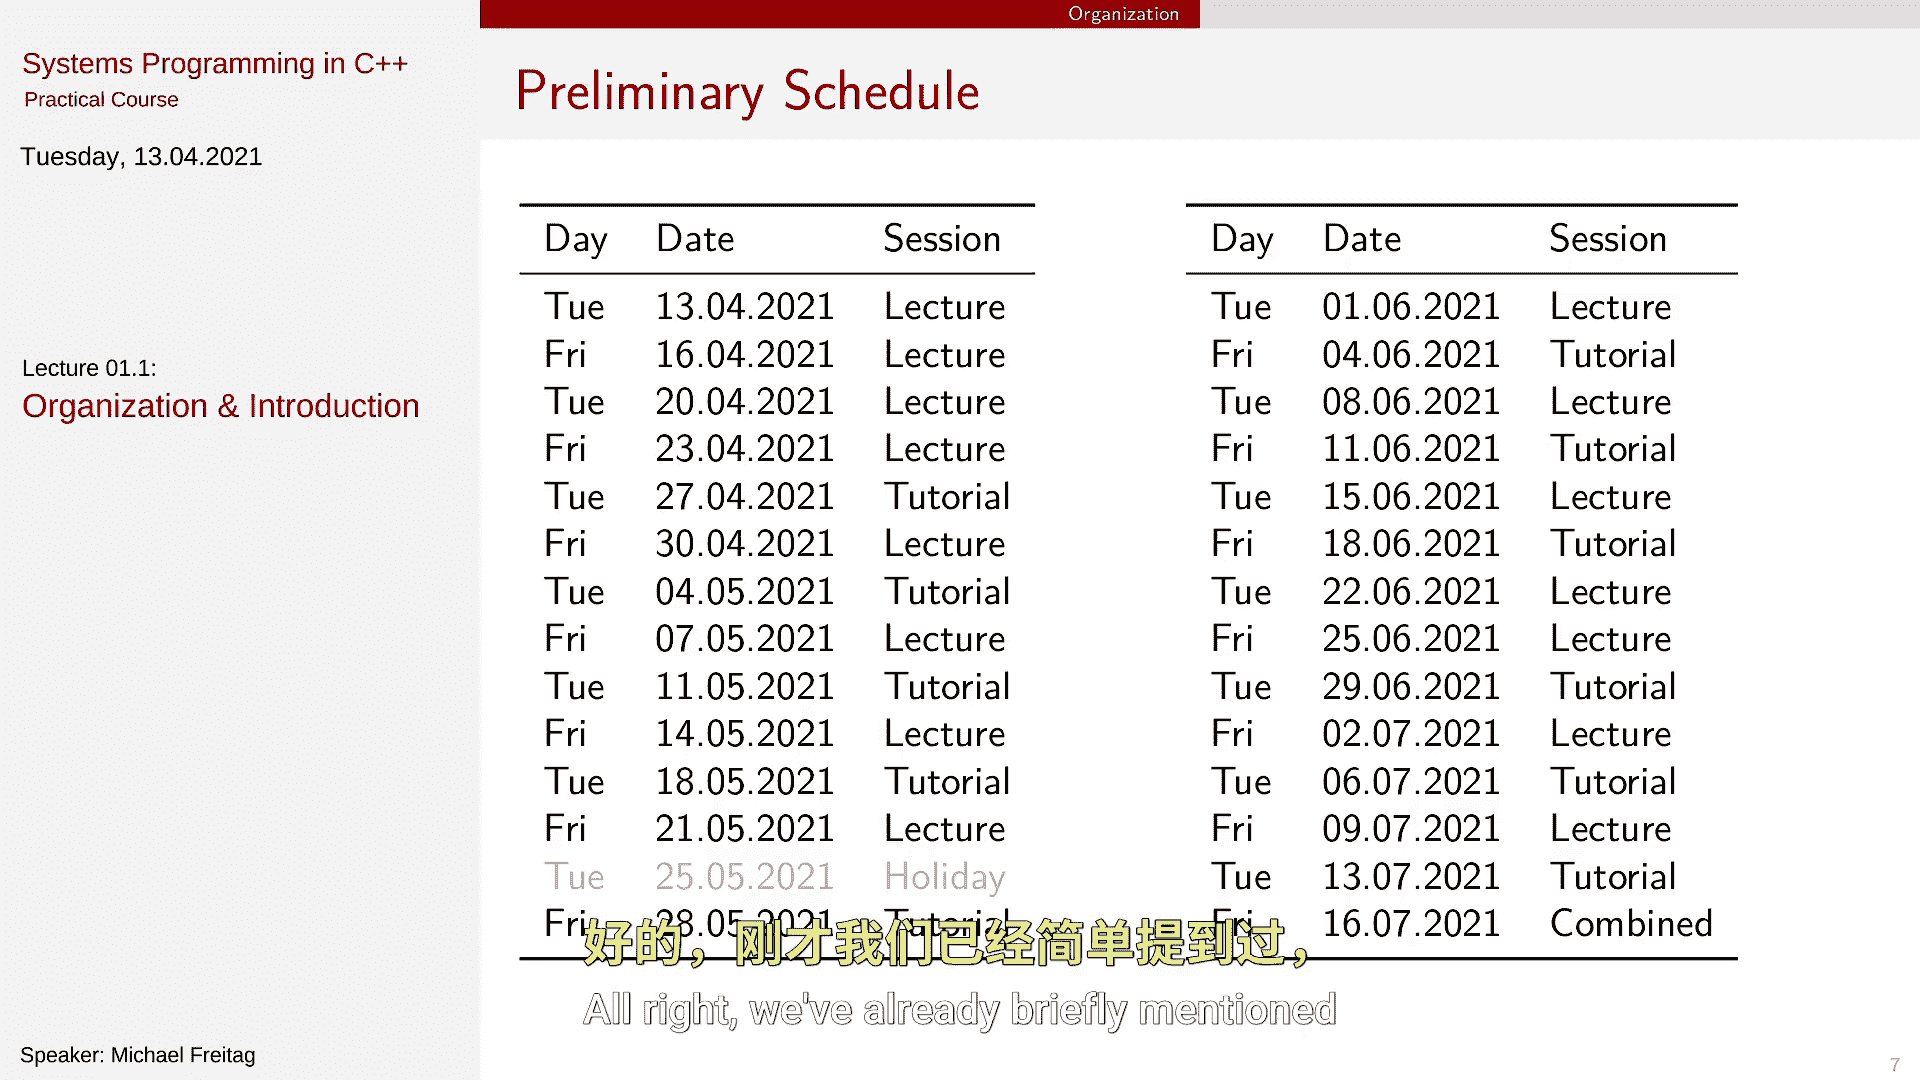 Organization
Systems Programming in C++
Practical Course
Tuesday, 13.04.2021
Lecture 01.1:
Organization & Introduction
Speaker: Michael Freitag
Preliminary Schedule
Day Date Session
Tue 13.04.2021 Lecture
Fri 16.04.2021 Lecture
Tue 20.04.2021 Lecture
Fri 23.04.2021 Lecture
Tue 27.04.2021 Tutorial
Fri 30.04.2021 Lecture
Tue 04.05.2021 Tutorial
Fri 07.05.2021 Lecture
Tue 11.05.2021 Tutorial
Fri 14.05.2021 Lecture
Tue 18.05.2021 Tutorial
Fri 21.05.2021 Lecture
Tue 25.05.2021 Holiday
Fri 28.05.2021 Tutorial
Day Date Session
Tue 01.06.2021 Lecture
Fri 04.06.2021 Tutorial
Tue 08.06.2021 Lecture
Fri 11.06.2021 Tutorial
Tue 15.06.2021 Lecture
Fri 18.06.2021 Tutorial
Tue 22.06.2021 Lecture
Fri 25.06.2021 Lecture
Tue 29.06.2021 Tutorial
Fri 02.07.2021 Lecture
Tue 06.07.2021 Tutorial
Fri 09.07.2021 Lecture
Tue 13.07.2021 Tutorial
Fri 16.07.2021 Combined
好的，刚才我们已经简单提到过，
All right, we've already briefly mentioned
7